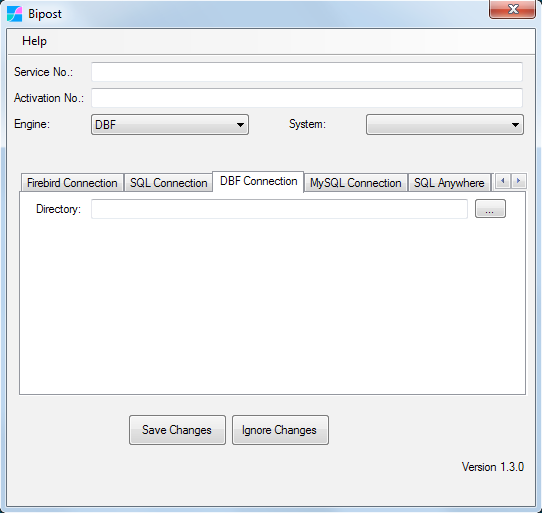 Bipost
Help
Service No.:
Activation No.:
Engine: DBF System:
Firebird Connection SQL Connection DBF Connection MySQL Connection SQL Anywhere
Directory: ...
Save Changes Ignore Changes
Version 1.3.0